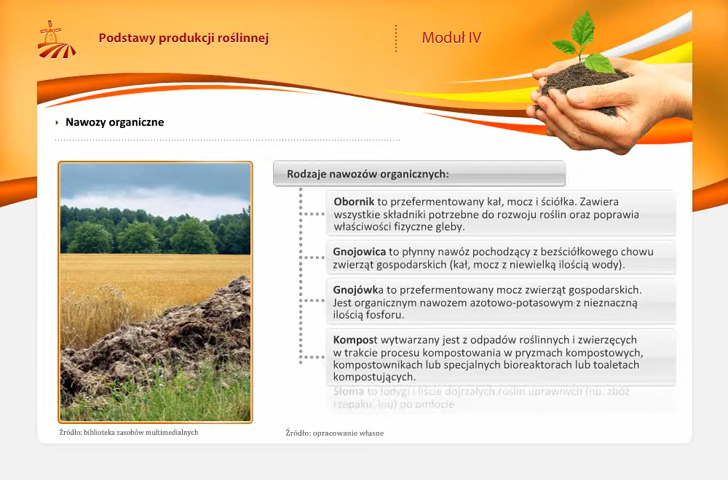 Podstawy produkcji roślinnej
Moduł IV
Nawozy organiczne
Rodzaje nawozów organicznych:
Obornik to przefermentowany kał, mocz i ściółka. Zawiera
wszystkie składniki potrzebne do rozwoju roślin oraz poprawia
właściwości fizyczne gleby.
Gnojowica to płynny nawóz pochodzący z bezściółkowego chowu
zwierząt gospodarskich (kał, mocz z niewielką ilością wody).
Gnojówka to przefermentowany mocz zwierząt gospodarskich.
Jest organicznym nawozem azotowo-potasowym z nieznaczną
ilością fosforu.
Kompost wytwarzany jest z odpadów roślinnych i zwierzęcych
w trakcie procesu kompostowania w pryzmach kompostowych,
kompostownikach lub specjalnych bioreaktorach lub toaletach
kompostujących.
Słoma to łodygi i liście dojrzałych roślin uprawnych (np. zbóż
rzepaku, lnu) po omłocie
Źródło: biblioteka zasobów multimedialnych
Źródło: opracowanie własne